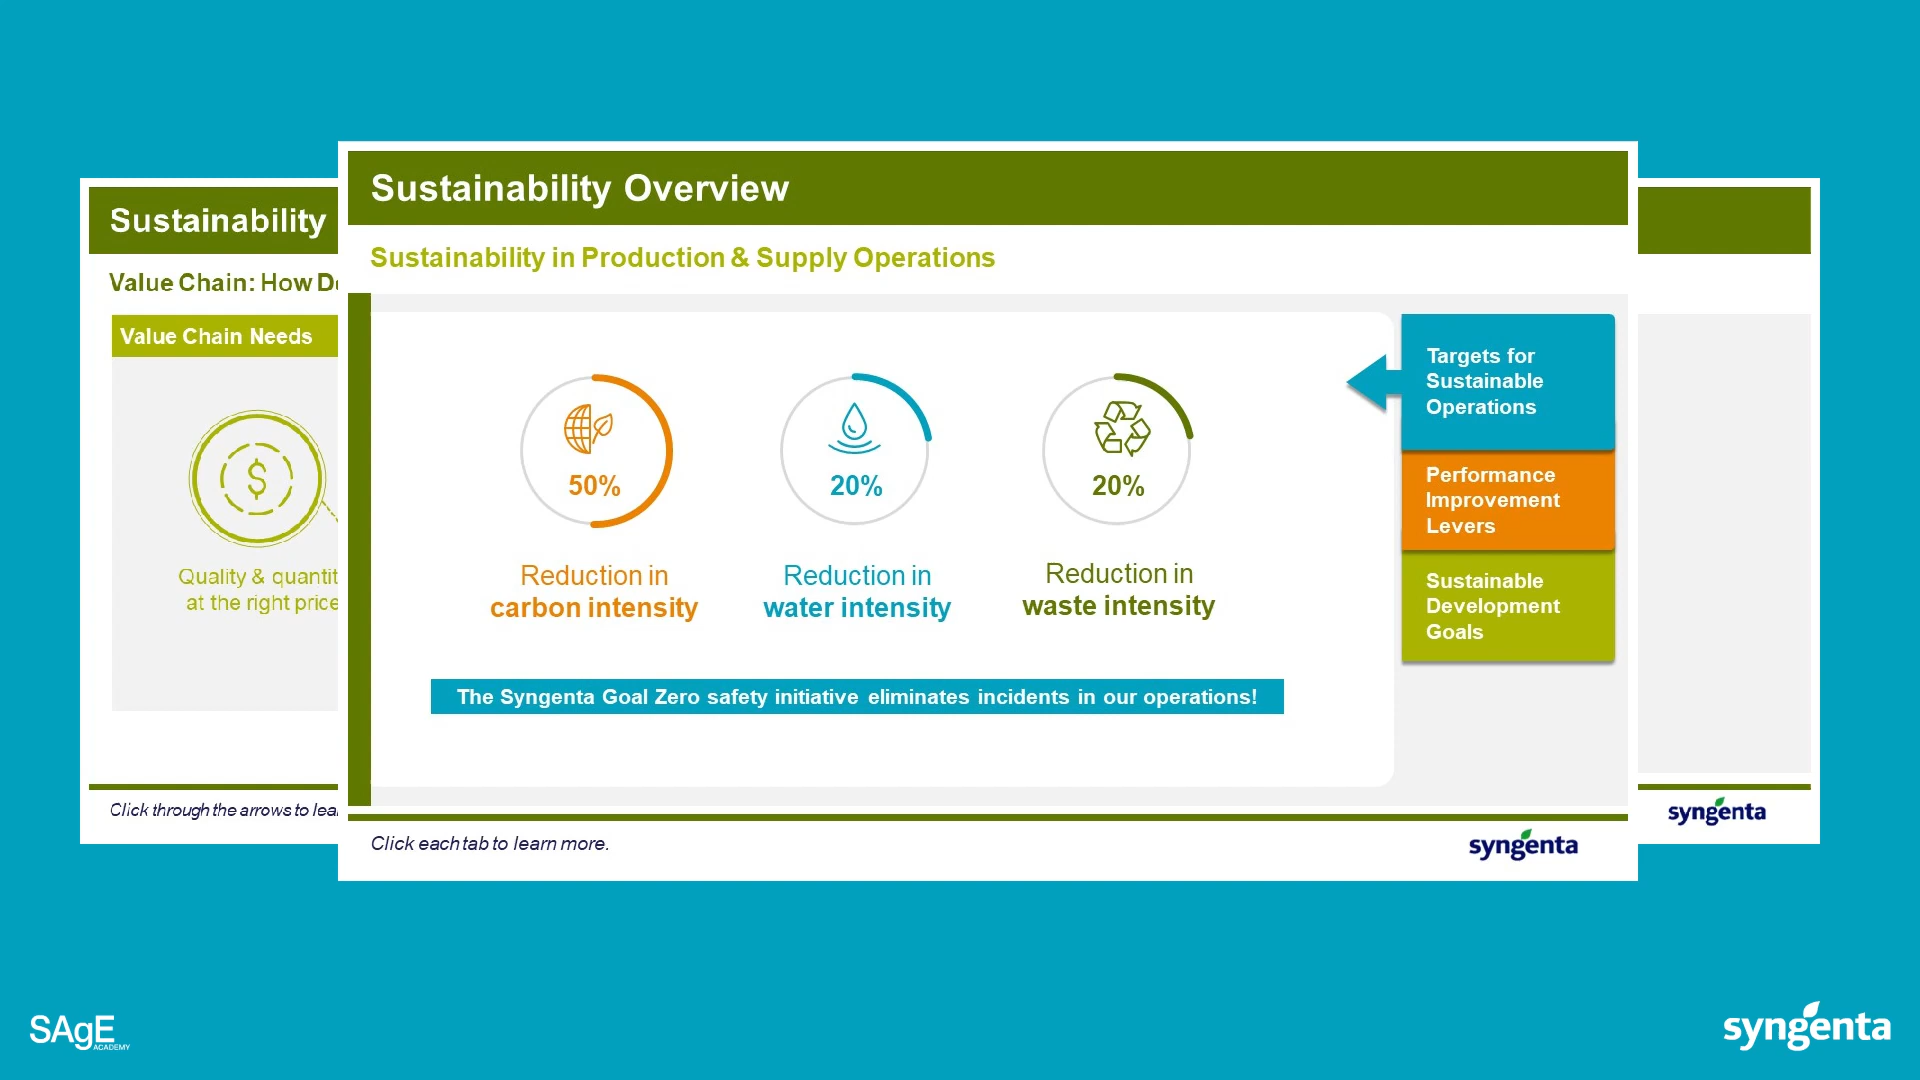 Sustainability Overview
Sustainability in Production & Supply Operations
50%
Reduction in
carbon intensity
20%
Reduction in
water intensity
20%
Reduction in
waste intensity
The Syngenta Goal Zero safety initiative eliminates incidents in our operations!
Targets for
Sustainable
Operations
Performance
Improvement
Levers
Sustainable
Development
Goals
Click each tab to learn more.
syngenta
Sustainability
Value Chain: How
Value Chain Needs
$
Quality &
at the right price
Click through the arrows to
syngenta
SAgE
ACADEMY
syngenta